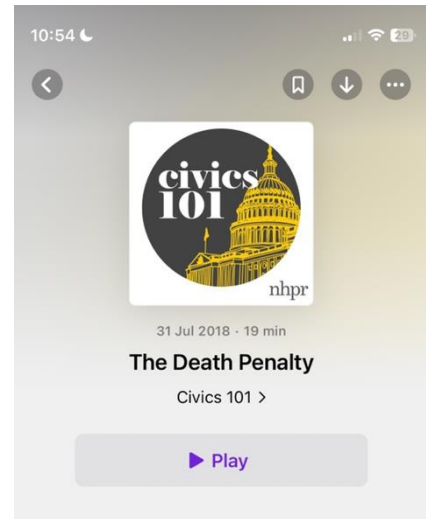 10:54
29
civics
101
nhpr
31 Jul 2018 · 19 min
The Death Penalty
Civics 101 >
Play